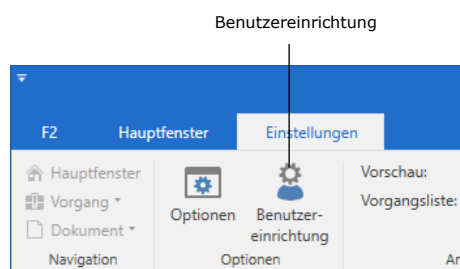 Benutzereinrichtung
F2 Hauptfenster Einstellungen
Hauptfenster
Vorgang
Dokument
Navigation
Optionen
Benutzer-
einrichtung
Optionen
Vorschau:
Vorgangsliste: